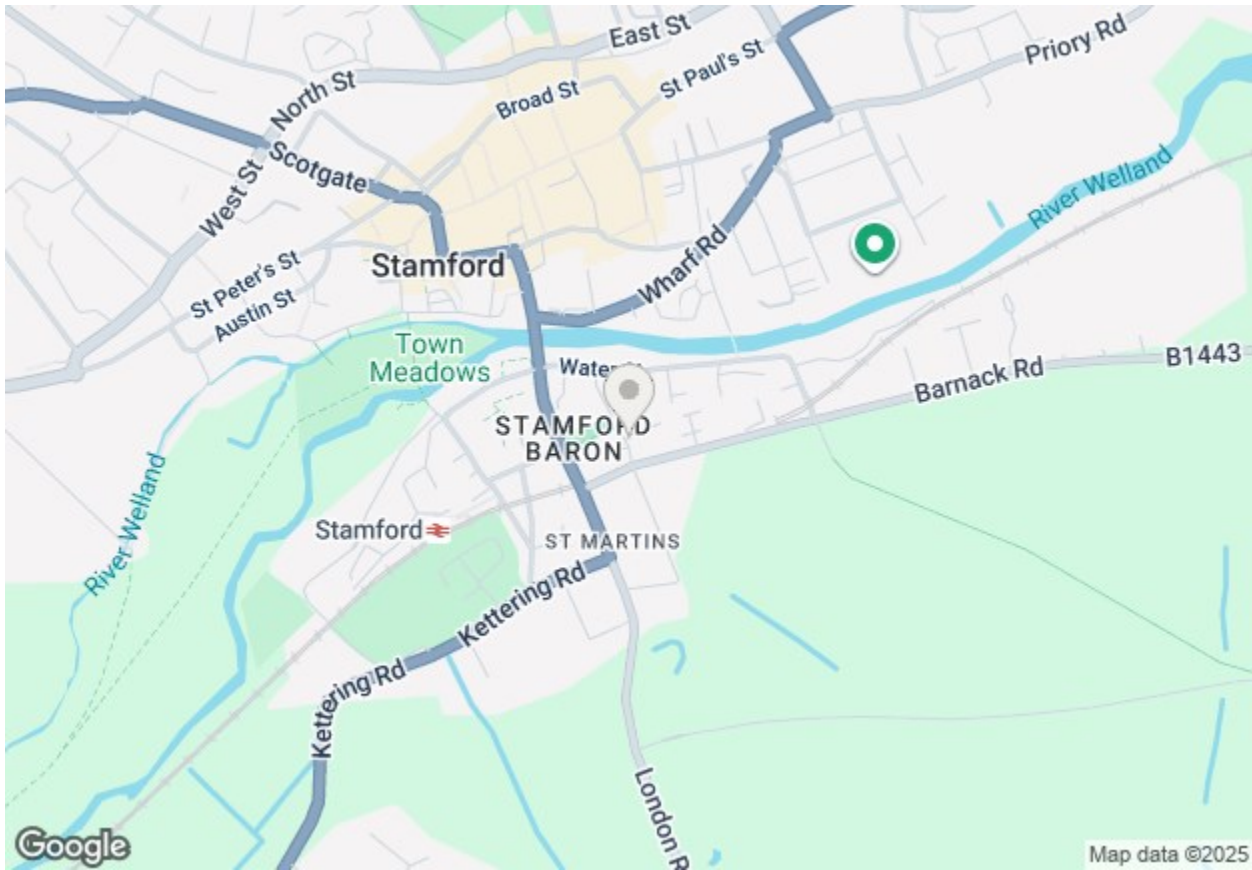 East St
St Paul's St
Priory Rd
North St
Broad St
Scotgate
West St
River Welland
St Peter's St
Stamford
Wharf Rd
Austin St
Town
Meadows
Water
Barnack Rd
B1443
STAMFORD
BARON
River Welland
Stamford
ST MARTINS
Kettering Rd
Kettering Rd
London R
Google
Map data ©2025